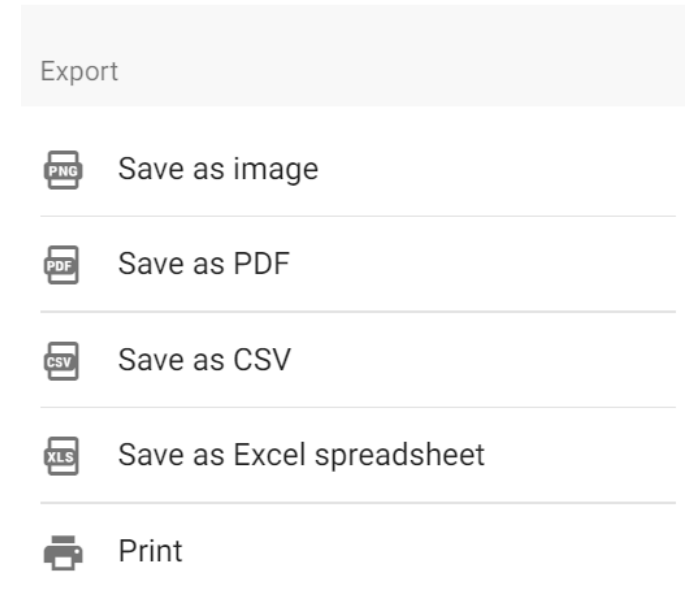 Export
PNG Save as image
PDF Save as PDF
CSV Save as CSV
XLS Save as Excel spreadsheet
Print